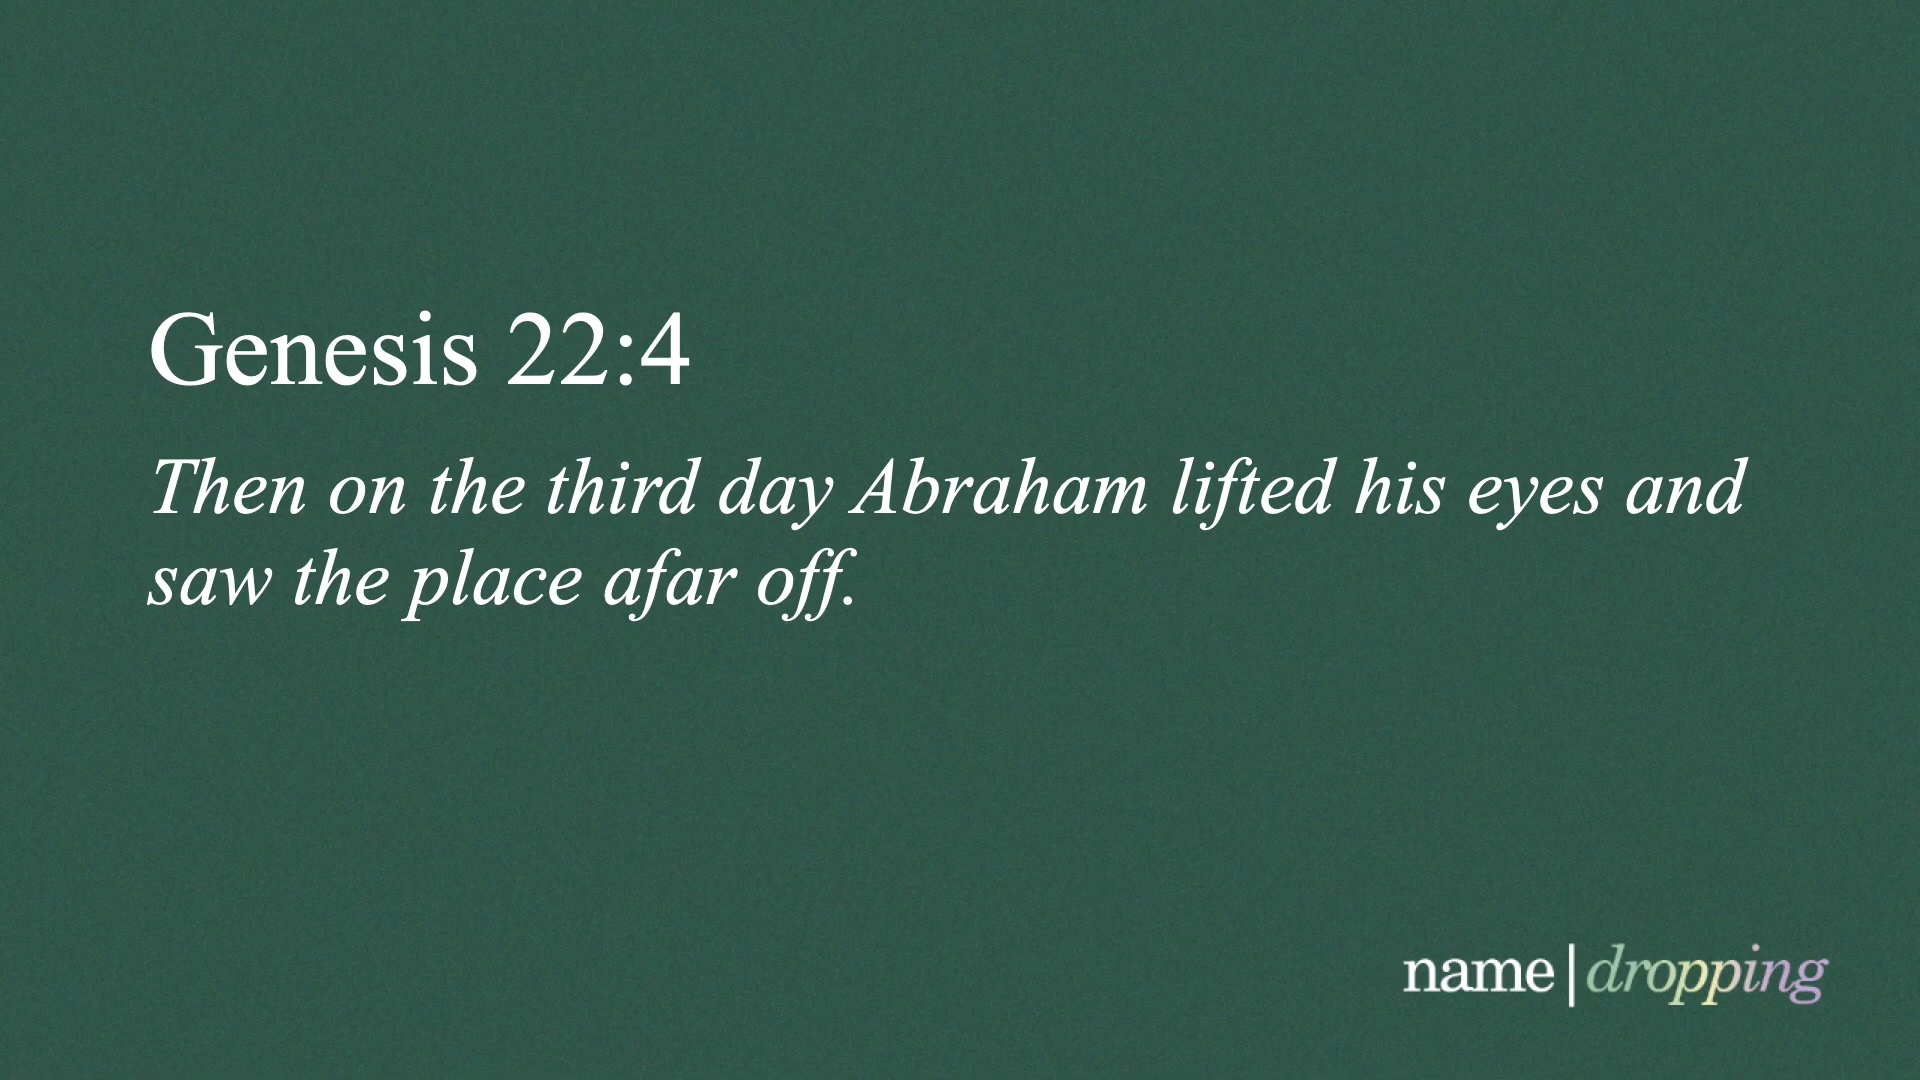 Genesis 22:4
Then on the third day Abraham lifted his eyes and
saw the place afar off.
name|dropping